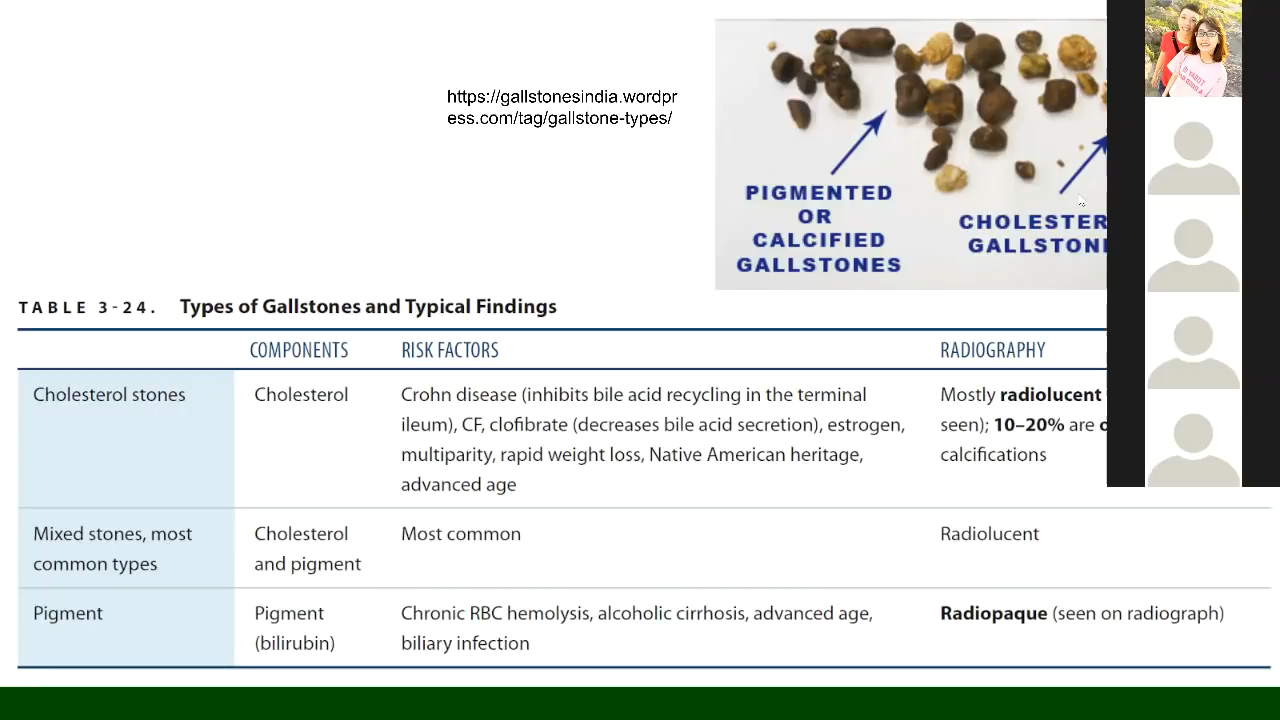 https://gallstonesindia.wordpr
ess.com/tag/gallstone-types/
PIGMENTED
OR
CALCIFIED
GALLSTONES
GALLSTON
TABLE 3-24. Types of Gallstones and Typical Findings
COMPONENTS RISK FACTORS RADIOGRAPHY
Cholesterol stones Cholesterol Crohn disease (inhibits bile acid recycling in the terminal Mostly radiolucent
ileum), CF, clofibrate (decreases bile acid secretion), estrogen, seen); 10–20% are
multiparity, rapid weight loss, Native American heritage, calcifications
advanced age
Mixed stones, most Cholesterol Most common Radiolucent
common types and pigment
Pigment Pigment Chronic RBC hemolysis, alcoholic cirrhosis, advanced age, Radiopaque (seen on radiograph)
(bilirubin) biliary infection